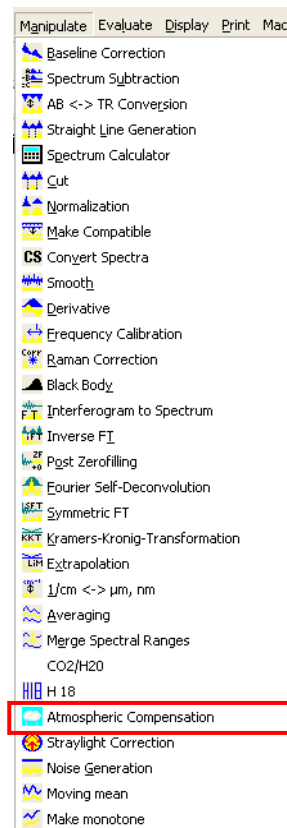 Manipulate Evaluate Display Print Mac
Baseline Correction
Spectrum Subtraction
AB <-> TR Conversion
Straight Line Generation
Spectrum Calculator
Cut
Normalization
Make Compatible
CS Convert Spectra
Smooth
Derivative
Frequency Calibration
Corr Raman Correction
Black Body
FT Interferogram to Spectrum
IFT Inverse FT
ZF +0 Post Zerofilling
Fourier Self-Deconvolution
SFT Symmetric FT
KKT Kramers-Kronig-Transformation
LiM Extrapolation
1/cm <-> µm, nm
Averaging
Merge Spectral Ranges
CO2/H20
H 18
Atmospheric Compensation
Straylight Correction
Noise Generation
Moving mean
Make monotone